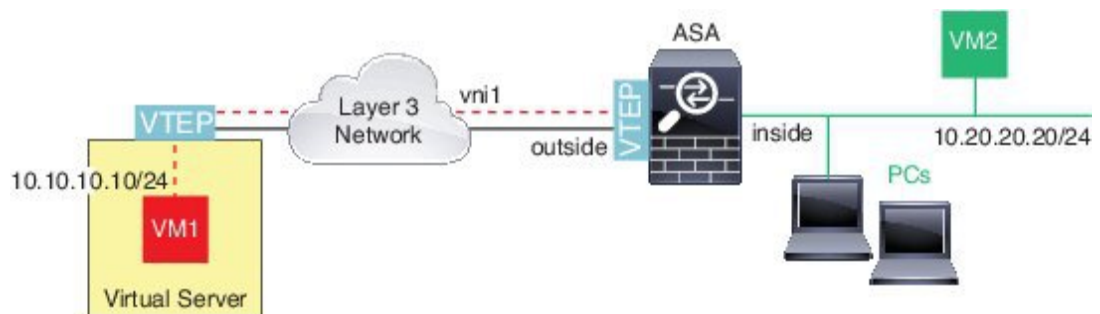 ASA
VM2
Layer 3
Network
vni1
VTEP
VTEP
outside
inside
10.20.20.20/24
10.10.10.10/24
PCs
VM1
Virtual Server